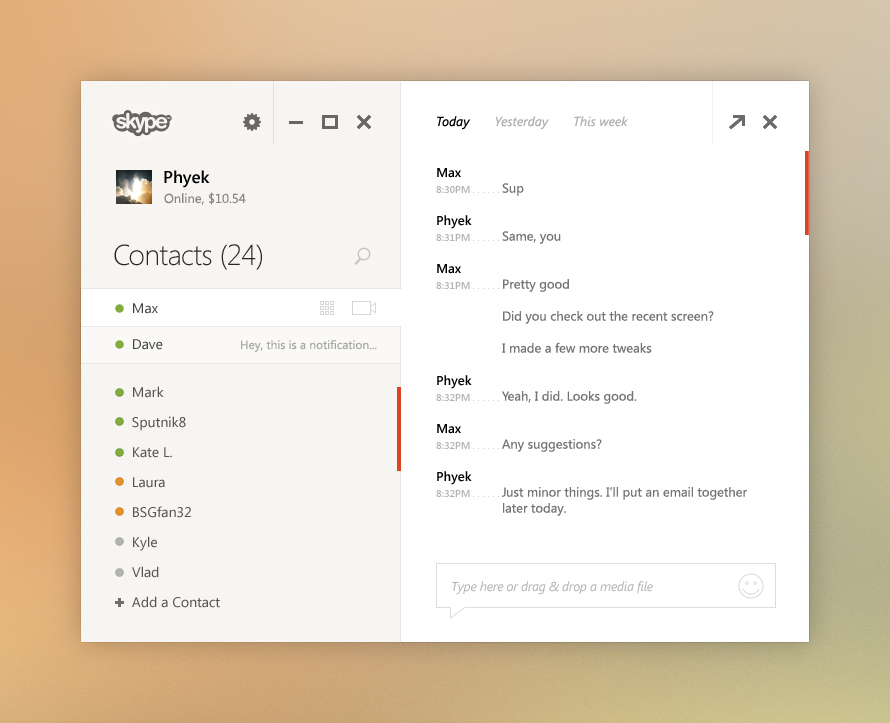 skype
Phyek
Online, $10.54
Contacts (24)
Max
Dave Hey, this is a notification...
Mark
Sputnik8
Kate L.
Laura
BSGfan32
Kyle
Vlad
Add a Contact
Today Yesterday This week
Max
8:30PM ...... Sup
Phyek
8:31PM ...... Same, you
Max
8:31PM ...... Pretty good
Did you check out the recent screen?
I made a few more tweaks
Phyek
8:32PM ...... Yeah, I did. Looks good.
Max
8:32PM ...... Any suggestions?
Phyek
8:32PM ...... Just minor things. I'll put an email together
later today.
Type here or drag & drop a media file